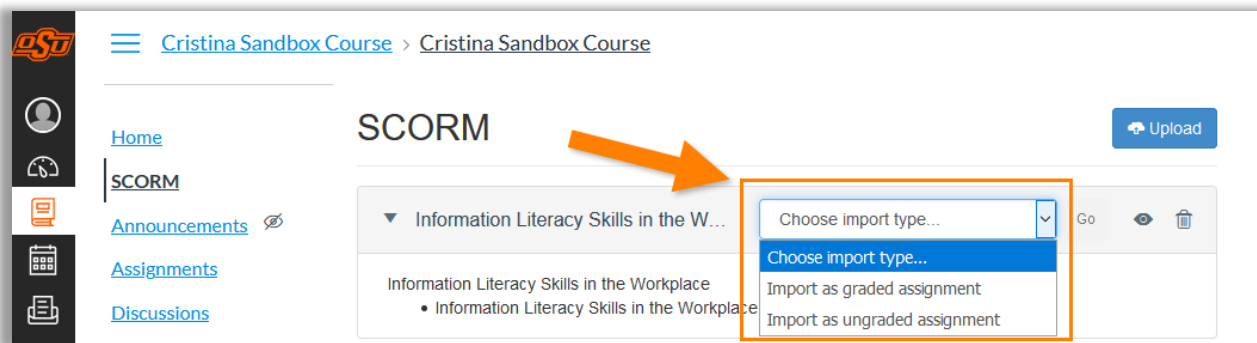 OSU
Cristina Sandbox Course > Cristina Sandbox Course
Home
SCORM
Announcements
Assignments
Discussions
SCORM
Upload
Information Literacy Skills in the W...
Choose import type...
Go
Choose import type...
Import as graded assignment
Import as ungraded assignment
Information Literacy Skills in the Workplace
• Information Literacy Skills in the Workplace